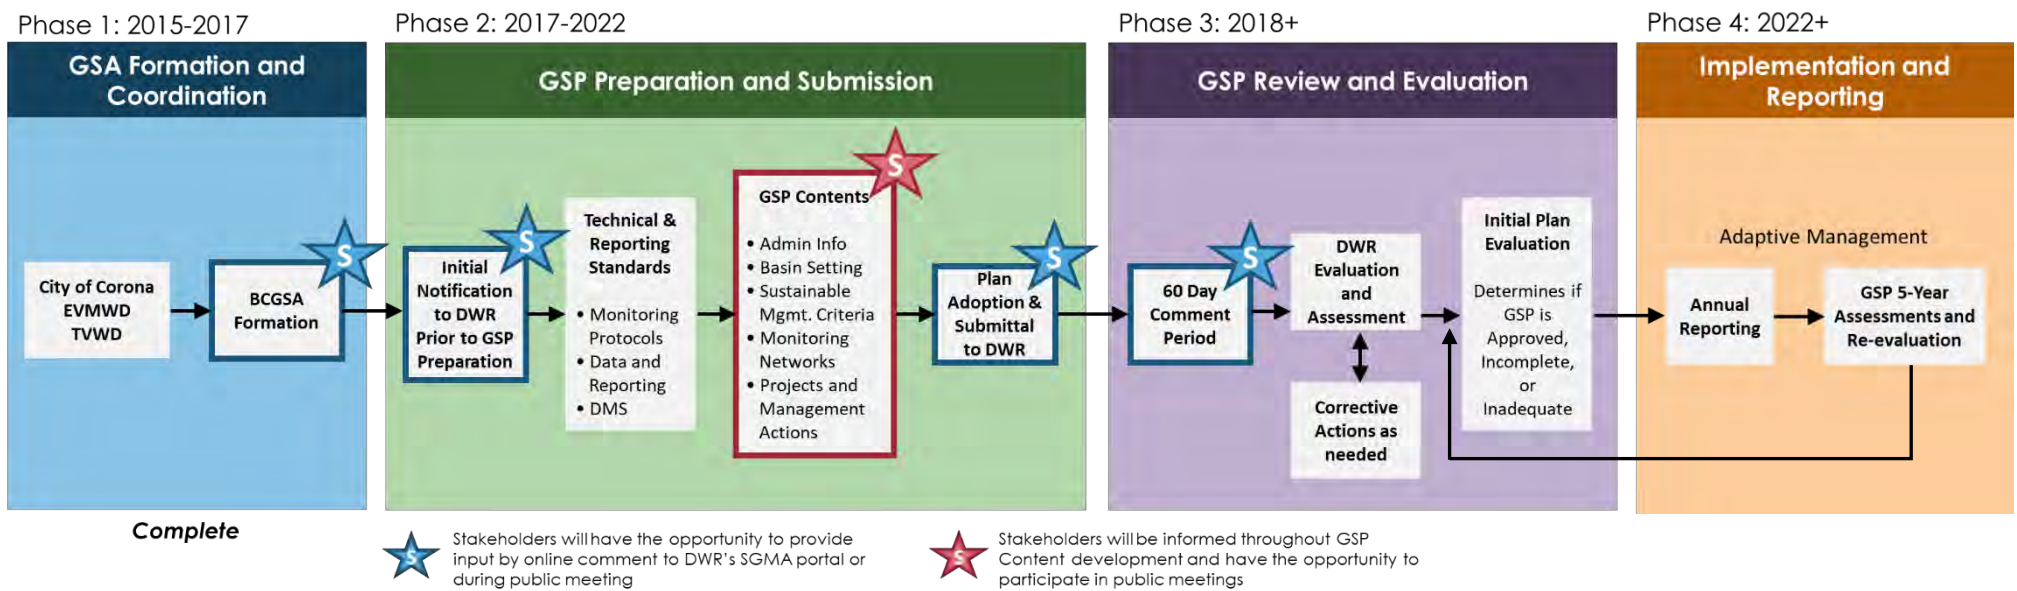 Phase 1: 2015-2017
GSA Formation and
Coordination
City of Corona
EVMWD
TVWD
BCGSA
Formation
S
Complete
Phase 2: 2017-2022
GSP Preparation and Submission
Initial
Notification
to DWR
Prior to GSP
Preparation
S
Technical &
Reporting
Standards
• Monitoring
Protocols
• Data and
Reporting
• DMS
GSP Contents
S
• Admin Info
• Basin Setting
• Sustainable
Mgmt. Criteria
• Monitoring
Networks
• Projects and
Management
Actions
Plan
Adoption &
Submittal
to DWR
S
Phase 3: 2018+
GSP Review and Evaluation
60 Day
Comment
Period
S
DWR
Evaluation
and
Assessment
Corrective
Actions as
needed
Initial Plan
Evaluation
Determines if
GSP is
Approved,
Incomplete,
or
Inadequate
Phase 4: 2022+
Implementation and
Reporting
Adaptive Management
Annual
Reporting
GSP 5-Year
Assessments and
Re-evaluation
S
Stakeholders will have the opportunity to provide
input by online comment to DWR's SGMA portal or
during public meeting
S
Stakeholders will be informed throughout GSP
Content development and have the opportunity to
participate in public meetings